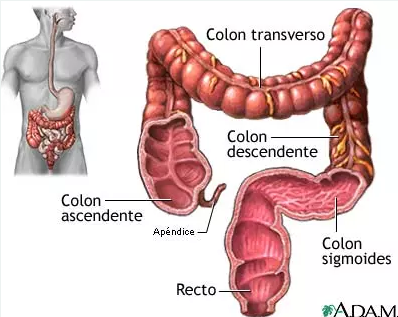 Colon transverso
Colon
descendente
Colon
ascendente
Apéndice
Colon
sigmoides
Recto
A.D.A.M.